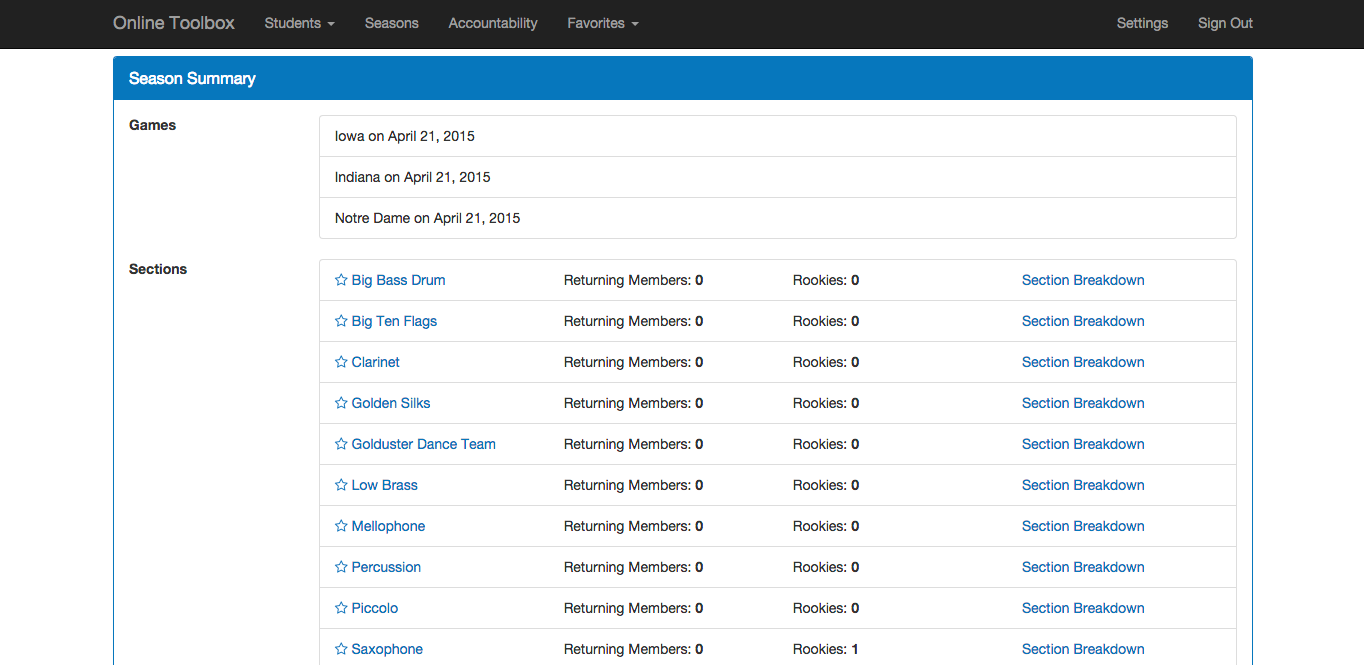 Online Toolbox Students Seasons Accountability Favorites Settings Sign Out
Season Summary
Games
Iowa on April 21, 2015
Indiana on April 21, 2015
Notre Dame on April 21, 2015
Sections
Big Bass Drum Returning Members: 0 Rookies: 0 Section Breakdown
Big Ten Flags Returning Members: 0 Rookies: 0 Section Breakdown
Clarinet Returning Members: 0 Rookies: 0 Section Breakdown
Golden Silks Returning Members: 0 Rookies: 0 Section Breakdown
Golduster Dance Team Returning Members: 0 Rookies: 0 Section Breakdown
Low Brass Returning Members: 0 Rookies: 0 Section Breakdown
Mellophone Returning Members: 0 Rookies: 0 Section Breakdown
Percussion Returning Members: 0 Rookies: 0 Section Breakdown
Piccolo Returning Members: 0 Rookies: 0 Section Breakdown
Saxophone Returning Members: 0 Rookies: 1 Section Breakdown